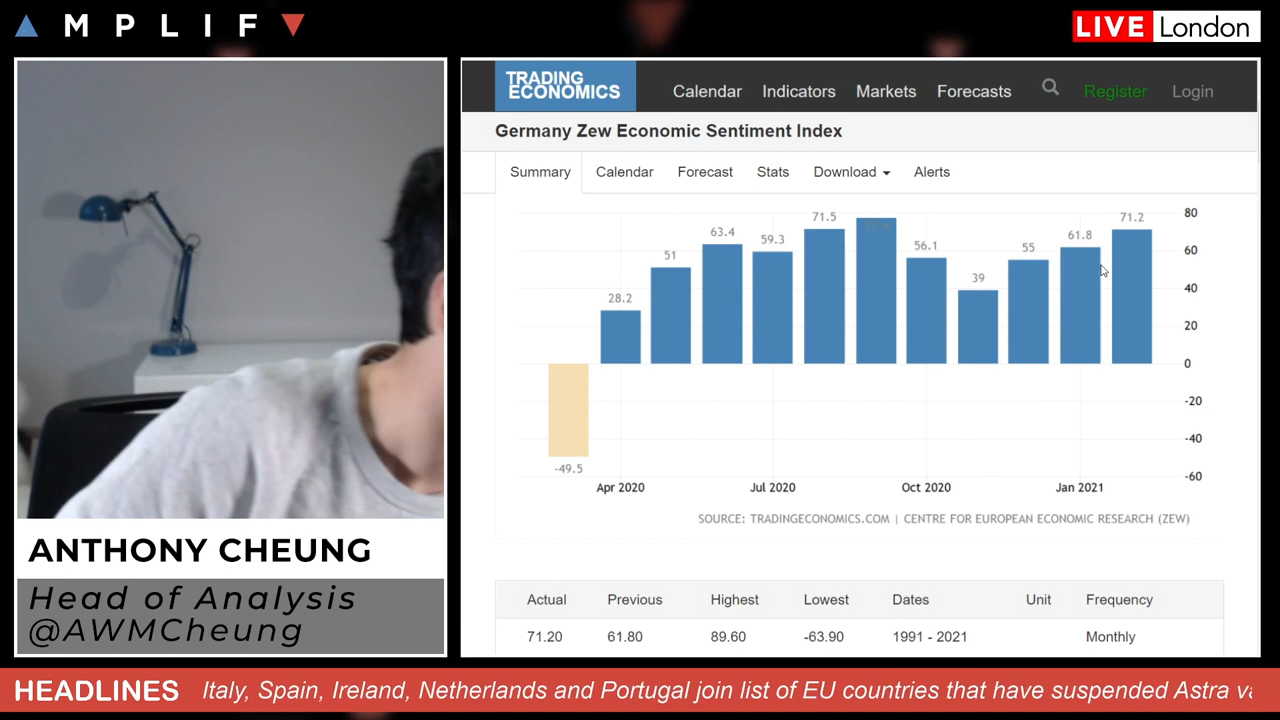 MPLIF
LIVE London
TRADING
ECONOMICS
Calendar Indicators Markets Forecasts Register Login
Germany Zew Economic Sentiment Index
Summary Calendar Forecast Stats Download Alerts
80
60
40
20
0
-20
-40
-60
-49.5
28.2
51
63.4
59.3
71.5
56.1
39
55
61.8
71.2
Apr 2020 Jul 2020 Oct 2020 Jan 2021
SOURCE: TRADINGECONOMICS.COM | CENTRE FOR EUROPEAN ECONOMIC RESEARCH (ZEW)
Actual Previous Highest Lowest Dates Unit Frequency
71.20 61.80 89.60 -63.90 1991 - 2021 Monthly
ANTHONY CHEUNG
Head of Analysis
@AWMCheung
HEADLINES Italy, Spain, Ireland, Netherlands and Portugal join list of EU countries that have suspended Astra